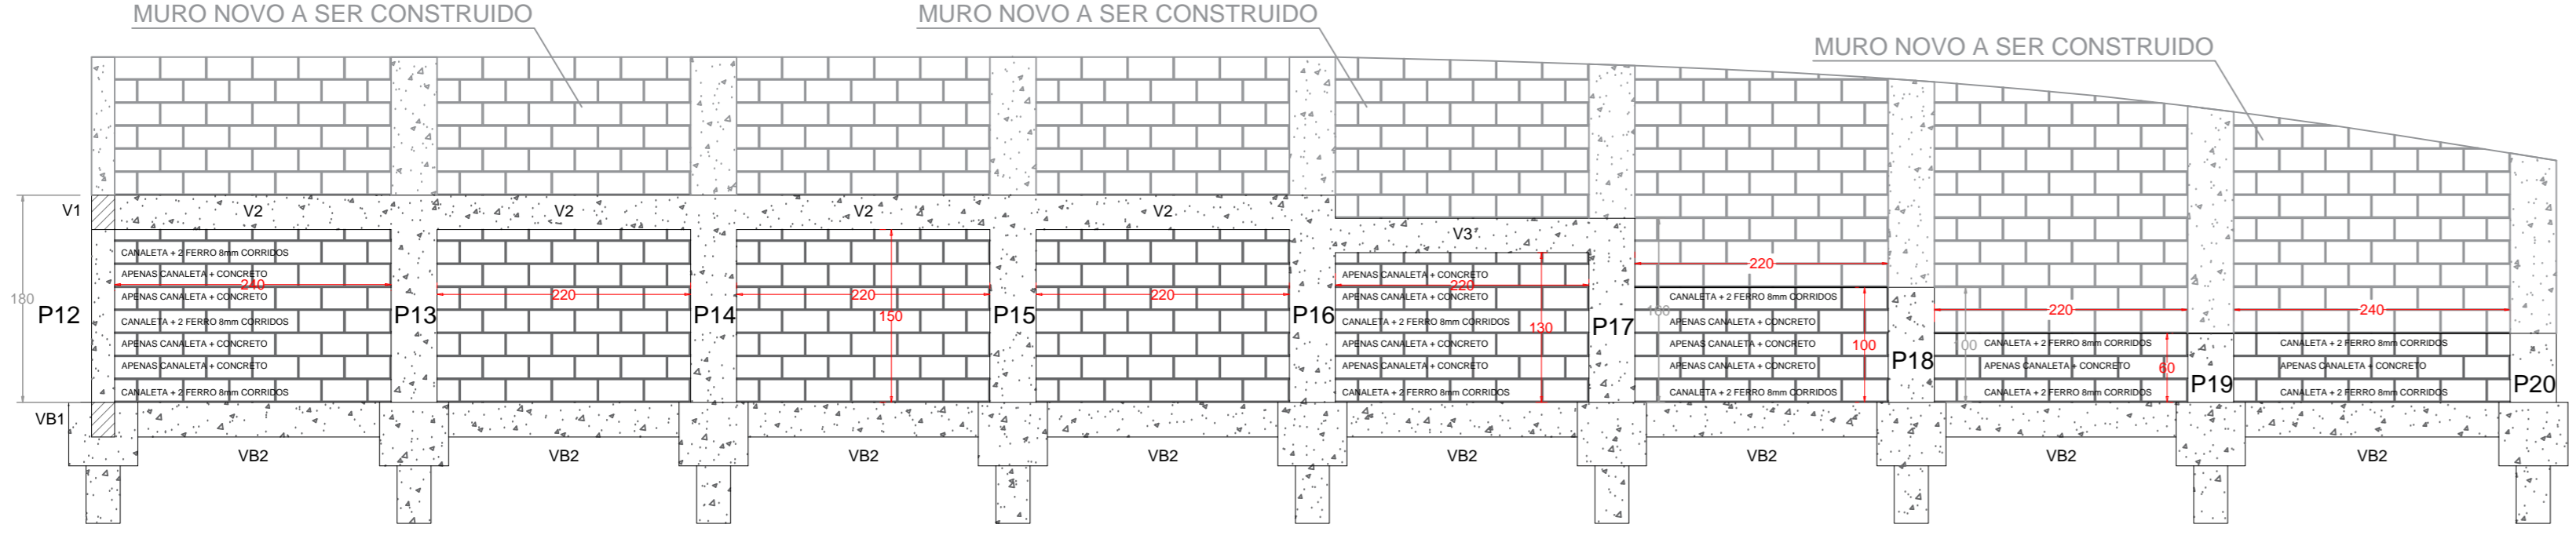 MURO NOVO A SER CONSTRUIDO
MURO NOVO A SER CONSTRUIDO
MURO NOVO A SER CONSTRUIDO
V1
V2
V2
V2
V2
V3
180
P12
P13
P14
P15
P16
P17
P18
P19
P20
CANALETA + 2 FERRO 8mm CORRIDOS
APENAS CANALETA + CONCRETO
240
APENAS CANALETA + CONCRETO
CANALETA + 2 FERRO 8mm CORRIDOS
APENAS CANALETA + CONCRETO
APENAS CANALETA + CONCRETO
CANALETA + 2 FERRO 8mm CORRIDOS
220
220
150
220
APENAS CANALETA + CONCRETO
220
APENAS CANALETA + CONCRETO
CANALETA + 2 FERRO 8mm CORRIDOS
APENAS CANALETA + CONCRETO
APENAS CANALETA + CONCRETO
CANALETA + 2 FERRO 8mm CORRIDOS
130
160
220
CANALETA + 2 FERRO 8mm CORRIDOS
APENAS CANALETA + CONCRETO
APENAS CANALETA + CONCRETO
APENAS CANALETA + CONCRETO
CANALETA + 2 FERRO 8mm CORRIDOS
100
100
220
CANALETA + 2 FERRO 8mm CORRIDOS
APENAS CANALETA + CONCRETO
CANALETA + 2 FERRO 8mm CORRIDOS
60
240
CANALETA + 2 FERRO 8mm CORRIDOS
APENAS CANALETA + CONCRETO
CANALETA + 2 FERRO 8mm CORRIDOS
VB1
VB2
VB2
VB2
VB2
VB2
VB2
VB2
VB2